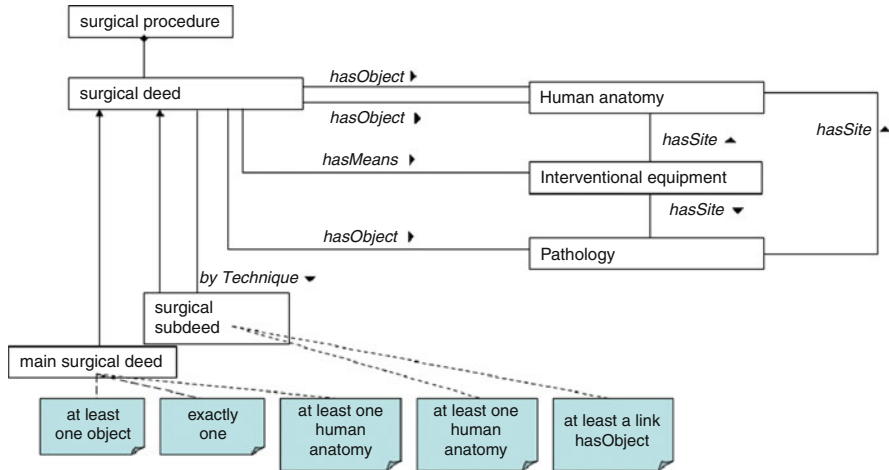 surgical procedure
surgical deed
hasObject
Human anatomy
hasObject
hasSite
hasSite
hasMeans
Interventional equipment
hasSite
hasObject
Pathology
by Technique
surgical
subdeed
main surgical deed
at least
one object
exactly
one
at least one
human
anatomy
at least one
human
anatomy
at least a link
hasObject